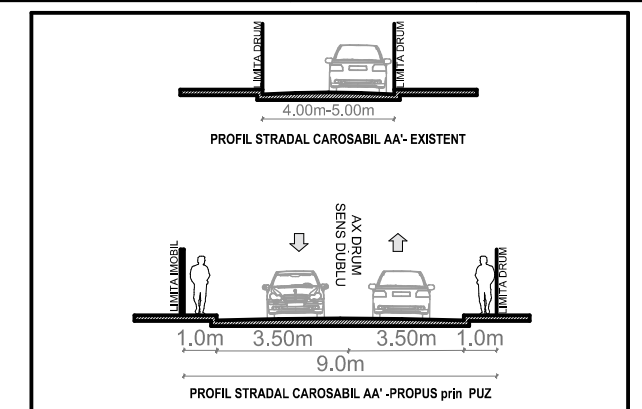 LIMITA DRUM
LIMITA DRUM
4.00m-5.00m
PROFIL STRADAL CAROSABIL AA'- EXISTENT
AX DRUM
SENS DUBLU
LIMITA IMOBIL
LIMITA DRUM
1.0m 3.50m 3.50m 1.0m
9.0m
PROFIL STRADAL CAROSABIL AA' -PROPUS prin PUZ